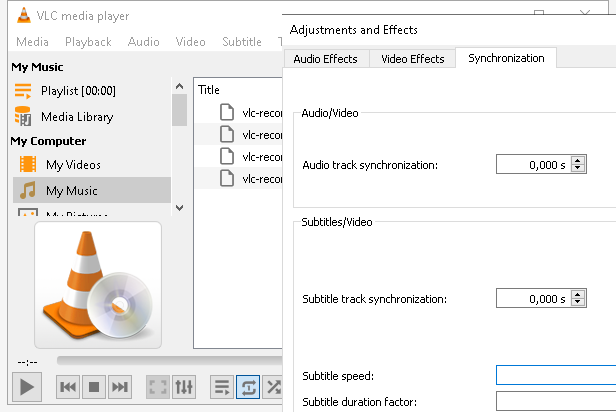 VLC media player
Media Playback Audio Video Subtitle
My Music
Playlist [00:00]
Media Library
My Computer
My Videos
My Music
My Pictures
Title
vlc-recor
vlc-recor
vlc-recor
vlc-recor
--:--
Adjustments and Effects
Audio Effects Video Effects Synchronization
Audio/Video
Audio track synchronization: 0,000 s
Subtitles/Video
Subtitle track synchronization: 0,000 s
Subtitle speed:
Subtitle duration factor: